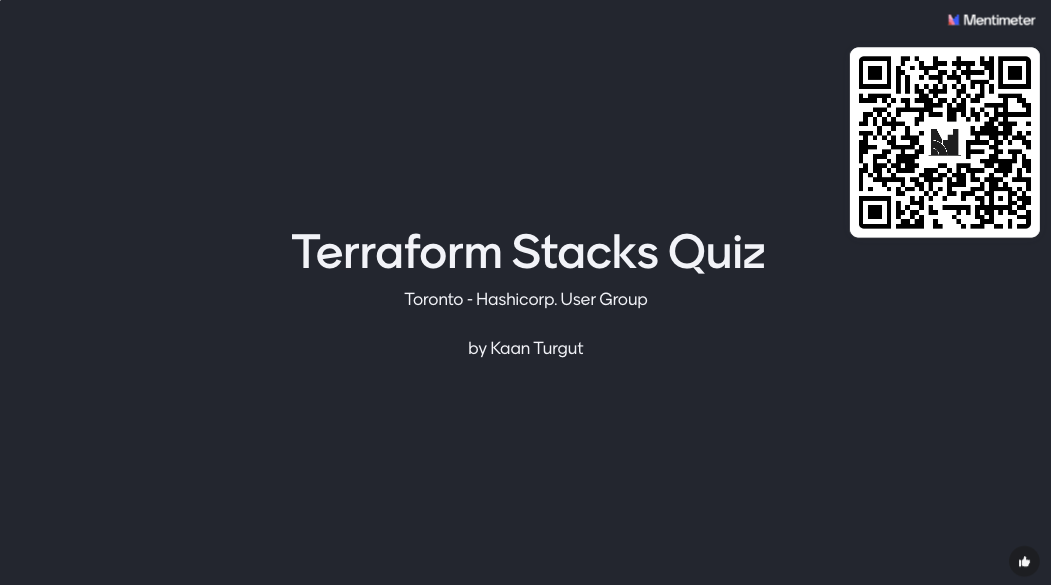 Mentimeter
Terraform Stacks Quiz
Toronto - Hashicorp. User Group
by Kaan Turgut